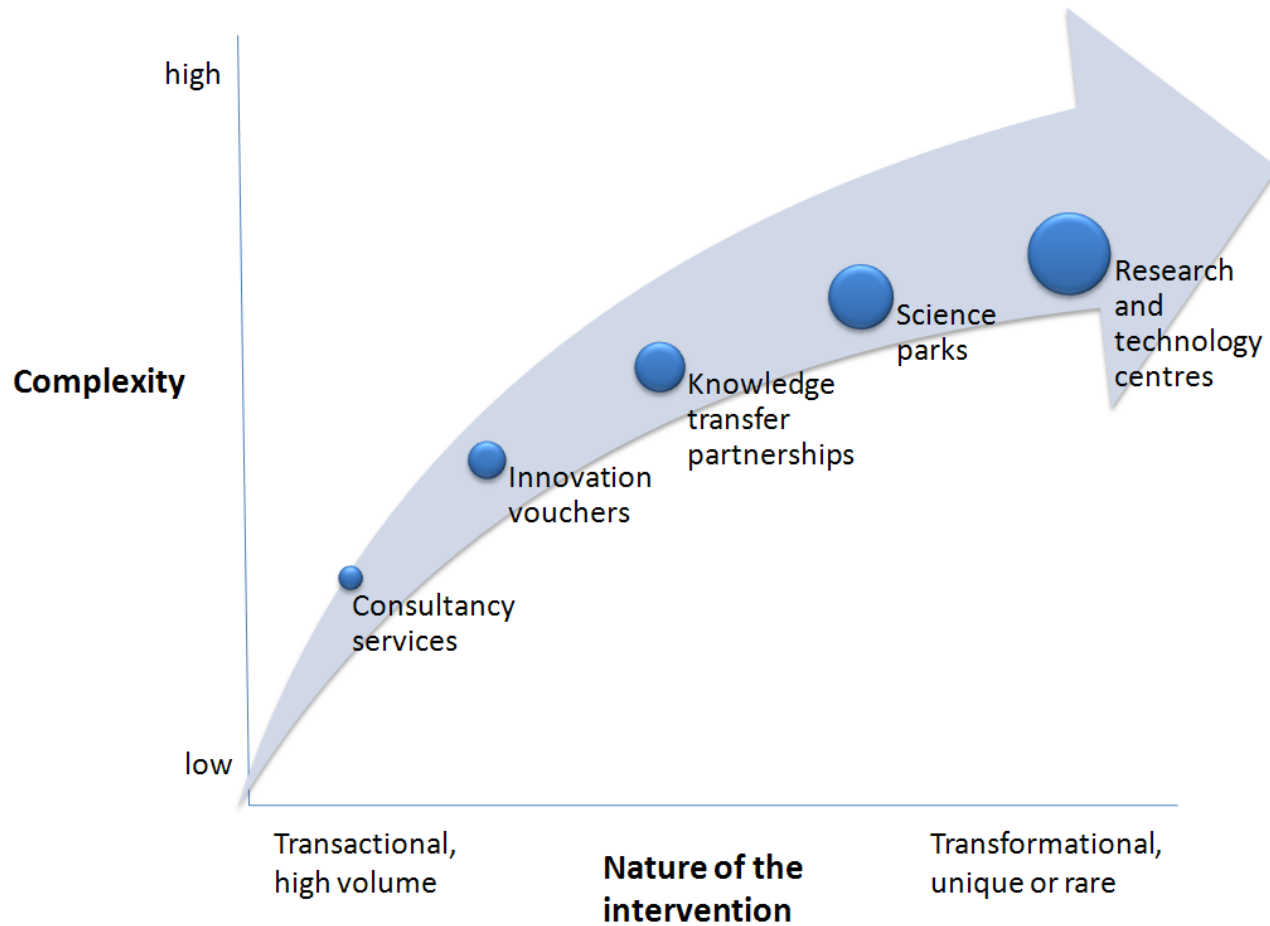 high
Complexity
low
Consultancy
services
Innovation
vouchers
Knowledge
transfer
partnerships
Science
parks
Research
and
technology
centres
Transactional,
high volume
Nature of the
intervention
Transformational,
unique or rare